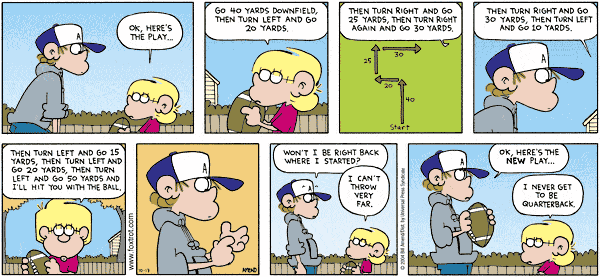 OK, HERE'S
THE PLAY...
A
GO 40 YARDS DOWNFIELD,
THEN TURN LEFT AND GO
20 YARDS.
THEN TURN RIGHT AND GO
25 YARDS, THEN TURN RIGHT
AGAIN AND GO 30 YARDS.
30
25
20
40
Start
THEN TURN RIGHT AND GO
30 YARDS, THEN TURN LEFT
AND GO 10 YARDS.
A
THEN TURN LEFT AND GO 15
YARDS, THEN TURN LEFT AND
GO 20 YARDS, THEN TURN
LEFT AND GO 50 YARDS AND
I'LL HIT YOU WITH THE BALL.
www.foxtrot.com
A
10-17
AMEND
WON'T I BE RIGHT BACK
WHERE I STARTED?
I CAN'T
THROW
VERY
FAR.
A
© 2004 Bill Amend/Dist. by Universal Press Syndicate
OK, HERE'S THE
NEW PLAY...
A
I NEVER GET
TO BE
QUARTERBACK.